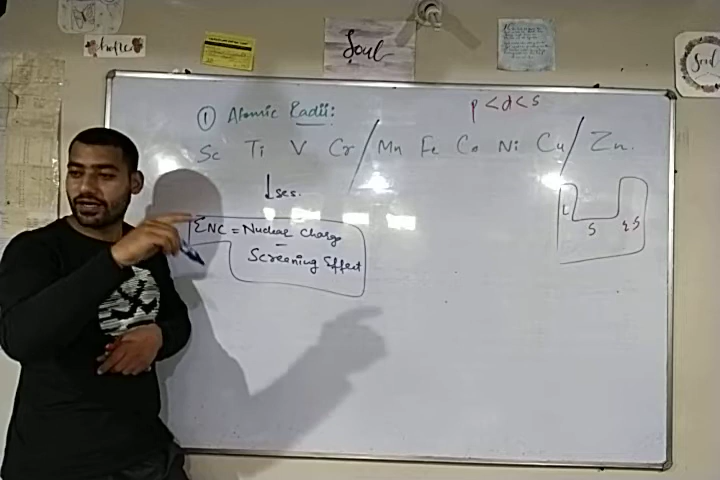 Soul
Soul
① Atomic Radii:
p < d < s
Sc Ti V Cr / Mn Fe Co Ni Cu / Zn.
↓ses.
ENC = Nuclear Charge
-
Screening Effect
L
S